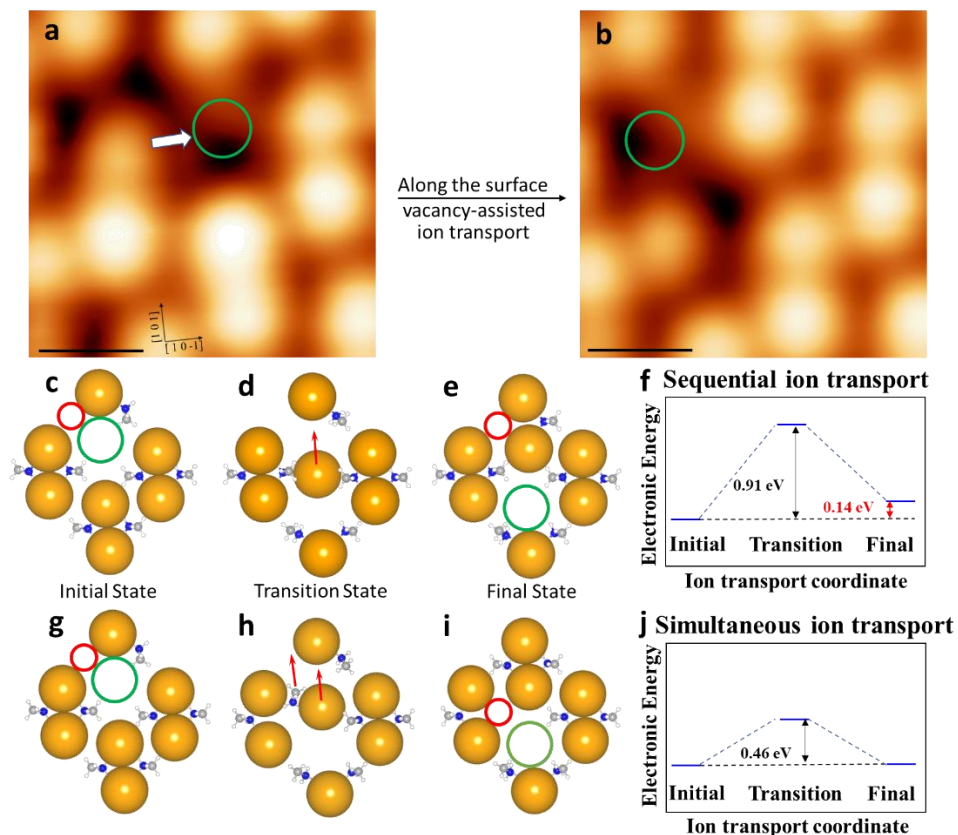 a
b
Along the surface
vacancy-assisted
ion transport
[1 0 1]
[1 0 -1]
c
d
e
f Sequential ion transport
Electronic Energy
0.91 eV
0.14 eV
Initial Transition Final
Ion transport coordinate
Initial State
Transition State
Final State
g
h
i
j Simultaneous ion transport
Electronic Energy
0.46 eV
Initial Transition Final
Ion transport coordinate